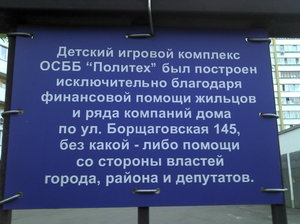 Детский игровой комплекс
ОСББ “Политех” был построен
исключительно благодаря
финансовой помощи жильцов
и ряда компаний дома
по ул. Борщаговская 145,
без какой - либо помощи
со стороны властей
города, района и депутатов.